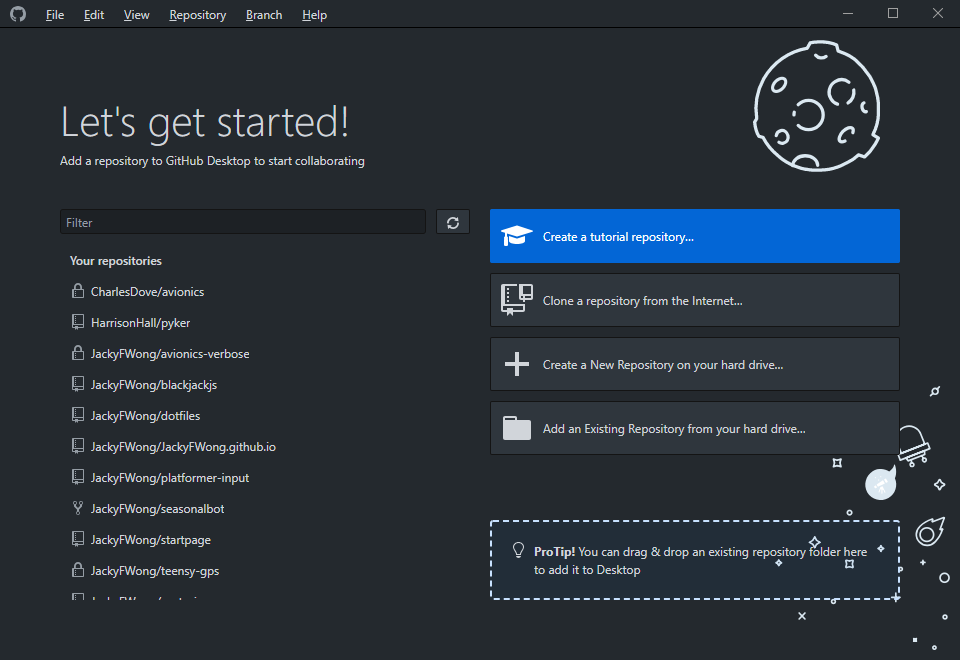 File Edit View Repository Branch Help
Let's get started!
Add a repository to GitHub Desktop to start collaborating
Filter
Your repositories
CharlesDove/avionics
HarrisonHall/pyker
JackyFWong/avionics-verbose
JackyFWong/blackjackjs
JackyFWong/dotfiles
JackyFWong/JackyFWong.github.io
JackyFWong/platformer-input
JackyFWong/seasonalbot
JackyFWong/startpage
JackyFWong/teensy-gps
Create a tutorial repository...
Clone a repository from the Internet...
Create a New Repository on your hard drive...
Add an Existing Repository from your hard drive...
ProTip! You can drag & drop an existing repository folder here
to add it to Desktop